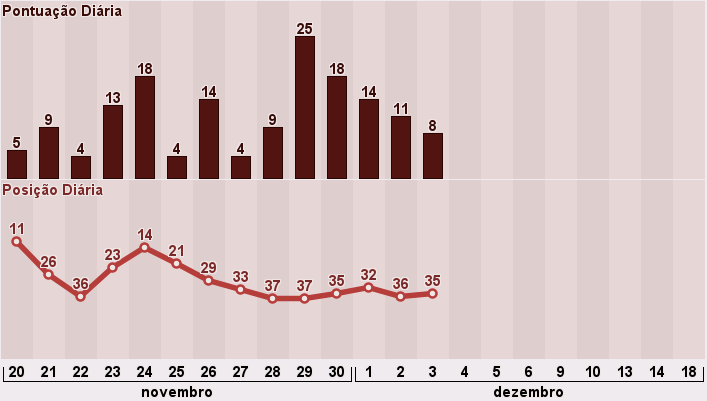 Pontuação Diária
5 9 4 13 18 4 14 4 9 25 18 14 11 8
Posição Diária
11 26 36 23 14 21 29 33 37 37 35 32 36 35
20 21 22 23 24 25 26 27 28 29 30 1 2 3 4 5 6 9 10 13 14 18
novembro dezembro